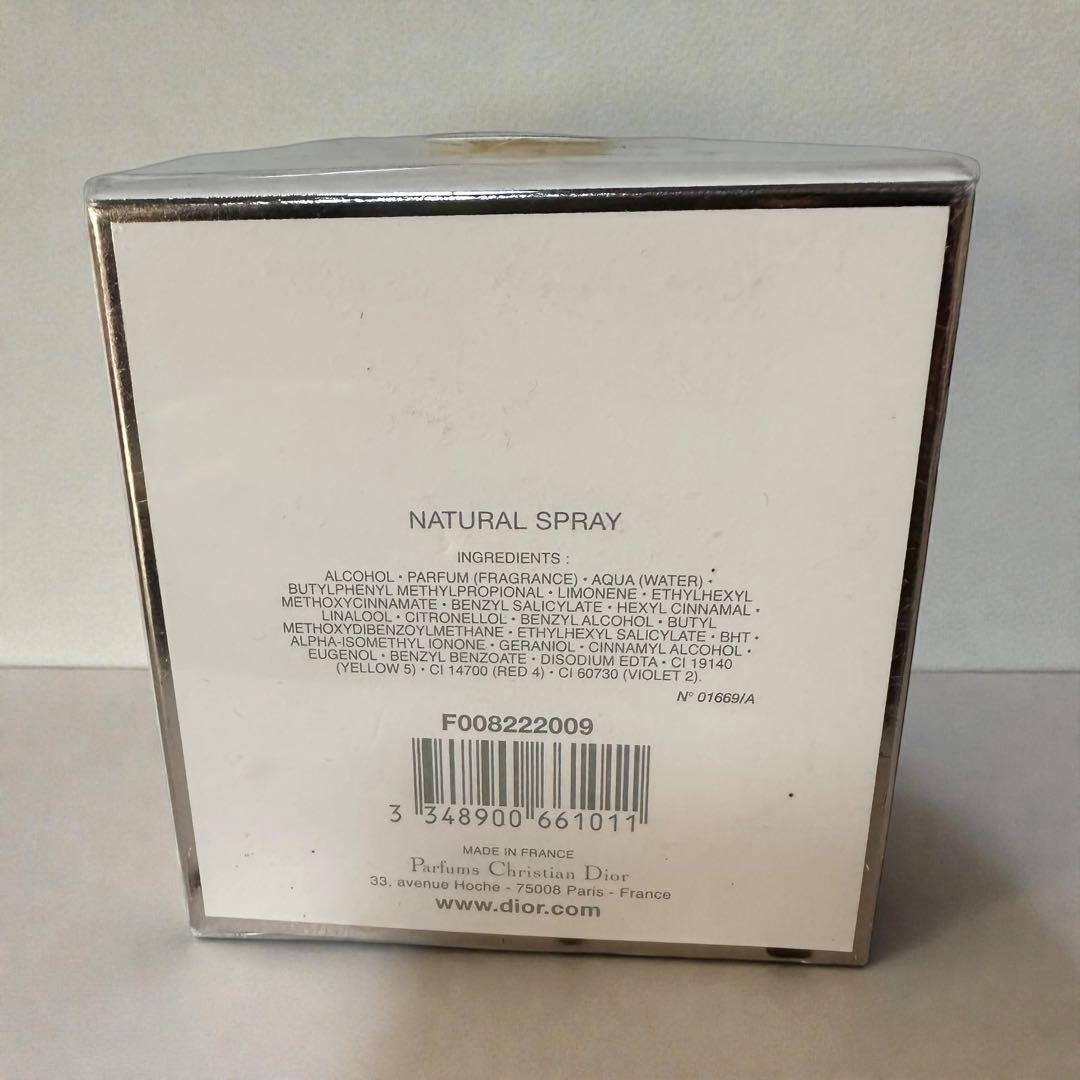 NATURAL SPRAY
INGREDIENTS :
ALCOHOL • PARFUM (FRAGRANCE) • AQUA (WATER) •
BUTYLPHENYL METHYLPROPIONAL • LIMONENE • ETHYLHEXYL
METHOXYCINNAMATE • BENZYL SALICYLATE • HEXYL CINNAMAL •
LINALOOL • CITRONELLOL • BENZYL ALCOHOL • BUTYL
METHOXYDIBENZOYLMETHANE • ETHYLHEXYL SALICYLATE • BHT •
ALPHA-ISOMETHYL IONONE • GERANIOL • CINNAMYL ALCOHOL •
EUGENOL • BENZYL BENZOATE • DISODIUM EDTA • CI 19140
(YELLOW 5) • CI 14700 (RED 4) • CI 60730 (VIOLET 2).
N° 01669/A
F008222009
3 348900 661011
MADE IN FRANCE
Parfums Christian Dior
33, avenue Hoche - 75008 Paris - France
www.dior.com